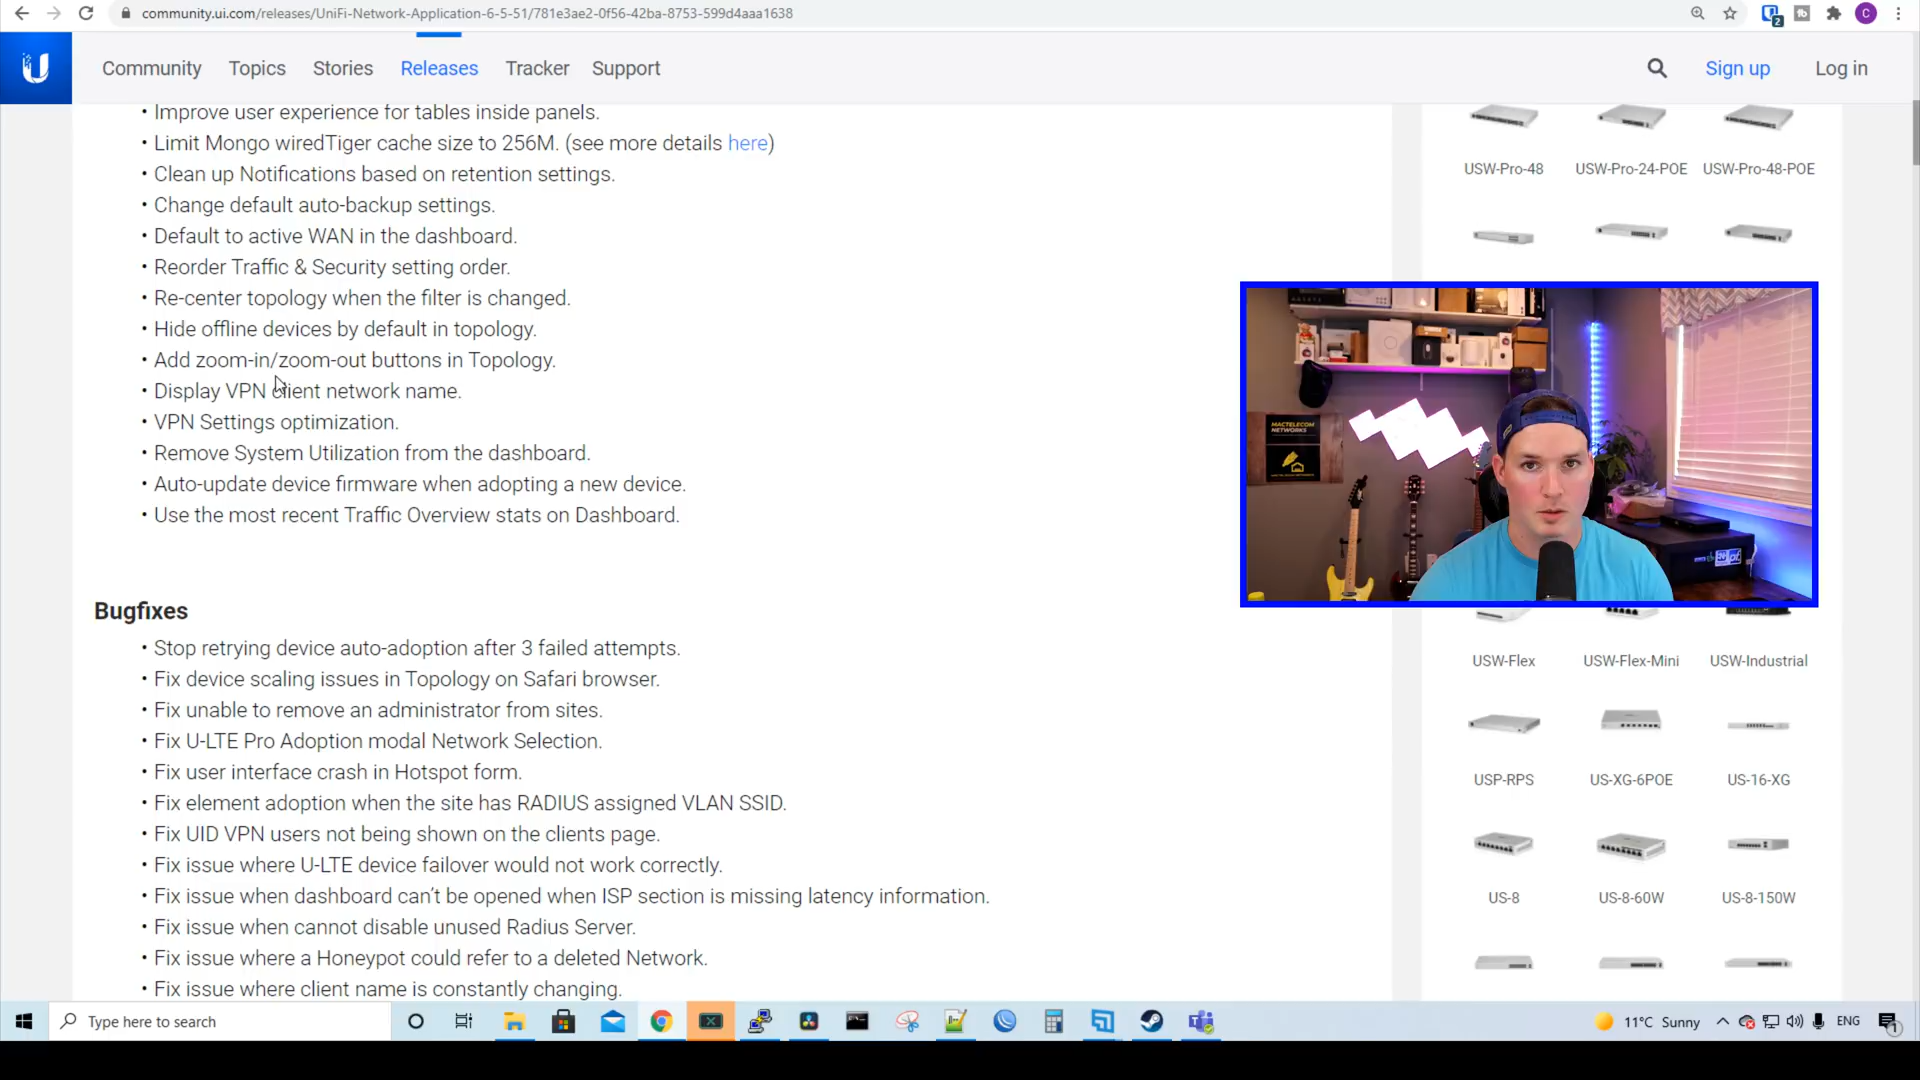 community.ui.com/releases/UniFi-Network-Application-6-5-51/781e3ae2-0f56-42ba-8753-599d4aaa1638
Community Topics Stories Releases Tracker Support Sign up Log in
• Improve user experience for tables inside panels.
• Limit Mongo wiredTiger cache size to 256M. (see more details here)
• Clean up Notifications based on retention settings.
• Change default auto-backup settings.
• Default to active WAN in the dashboard.
• Reorder Traffic & Security setting order.
• Re-center topology when the filter is changed.
• Hide offline devices by default in topology.
• Add zoom-in/zoom-out buttons in Topology.
• Display VPN client network name.
• VPN Settings optimization.
• Remove System Utilization from the dashboard.
• Auto-update device firmware when adopting a new device.
• Use the most recent Traffic Overview stats on Dashboard.
Bugfixes
• Stop retrying device auto-adoption after 3 failed attempts.
• Fix device scaling issues in Topology on Safari browser.
• Fix unable to remove an administrator from sites.
• Fix U-LTE Pro Adoption modal Network Selection.
• Fix user interface crash in Hotspot form.
• Fix element adoption when the site has RADIUS assigned VLAN SSID.
• Fix UID VPN users not being shown on the clients page.
• Fix issue where U-LTE device failover would not work correctly.
• Fix issue when dashboard can't be opened when ISP section is missing latency information.
• Fix issue when cannot disable unused Radius Server.
• Fix issue where a Honeypot could refer to a deleted Network.
• Fix issue where client name is constantly changing.
USW-Pro-48 USW-Pro-24-POE USW-Pro-48-POE
MACTELECOM
NETWORKS
USW-Flex USW-Flex-Mini USW-Industrial
USP-RPS US-XG-6POE US-16-XG
US-8 US-8-60W US-8-150W
Type here to search
11°C Sunny ENG